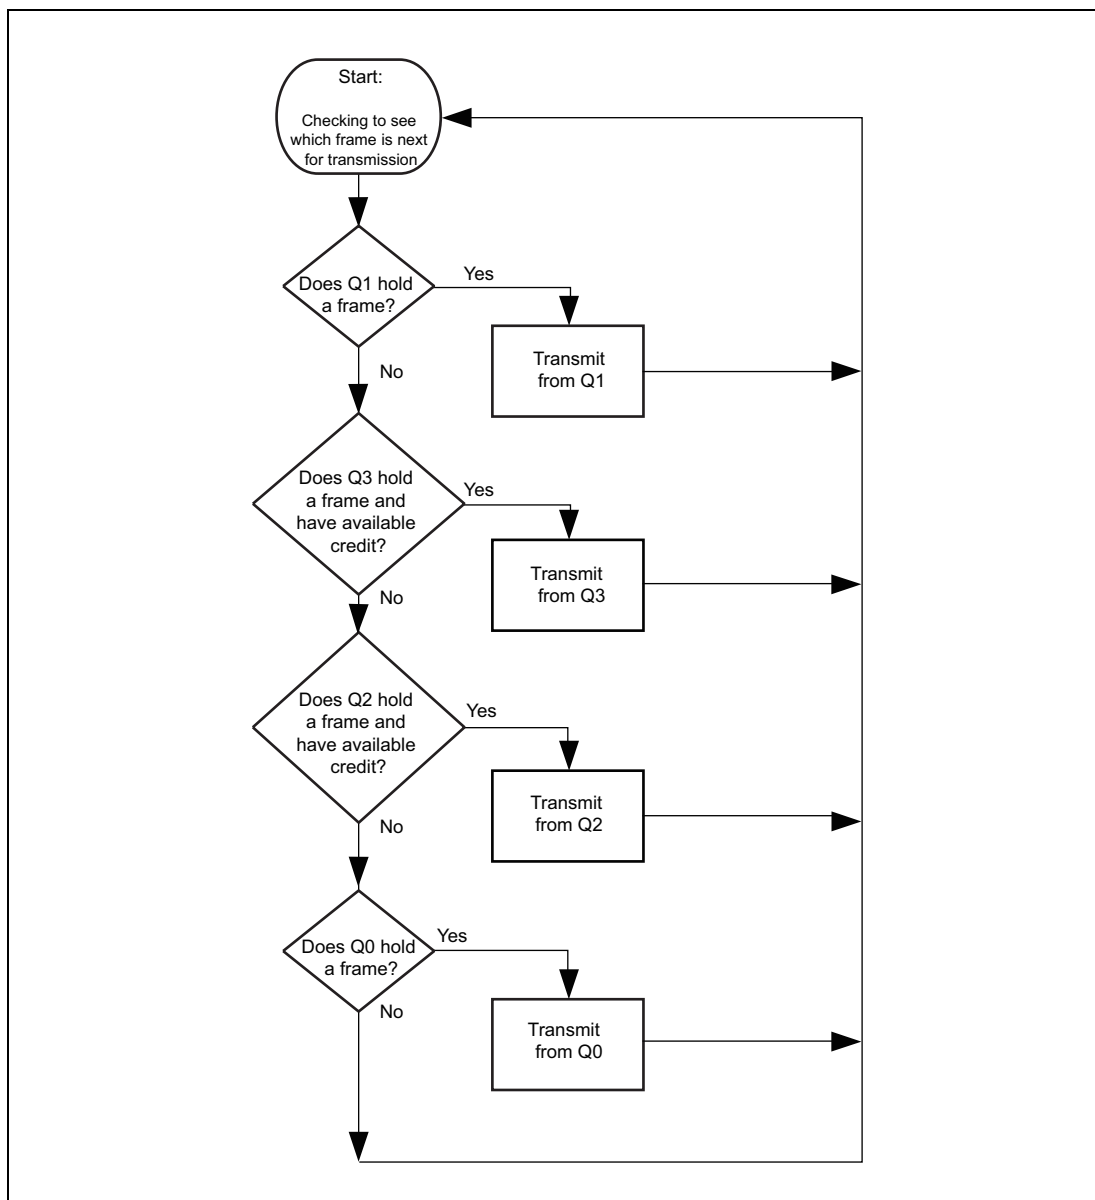 Start:
Checking to see
which frame is next
for transmission
Does Q1 hold
a frame?
Yes
Transmit
from Q1
No
Does Q3 hold
a frame and
have available
credit?
Yes
Transmit
from Q3
No
Does Q2 hold
a frame and
have available
credit?
Yes
Transmit
from Q2
No
Does Q0 hold
a frame?
Yes
Transmit
from Q0
No